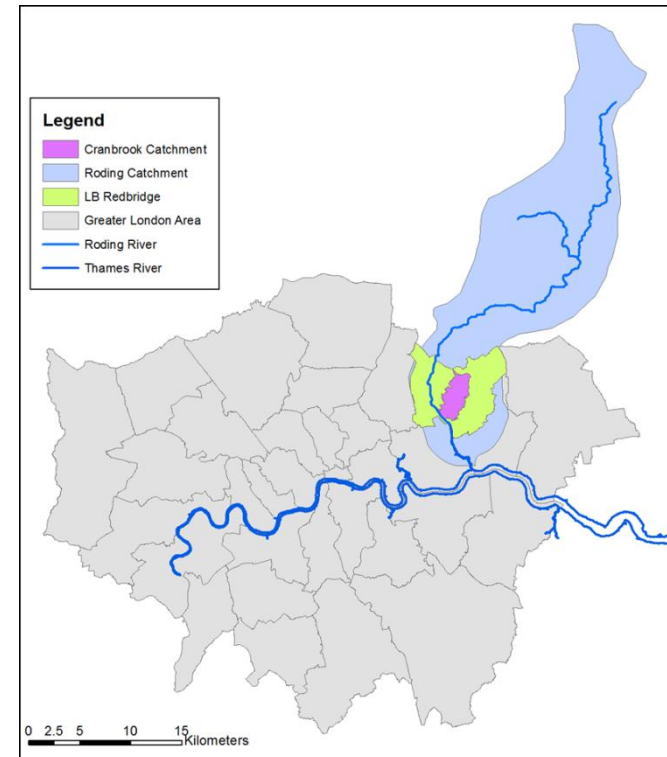 Legend
Cranbrook Catchment
Roding Catchment
LB Redbridge
Greater London Area
Roding River
Thames River
0 2.5 5 10 15
Kilometers